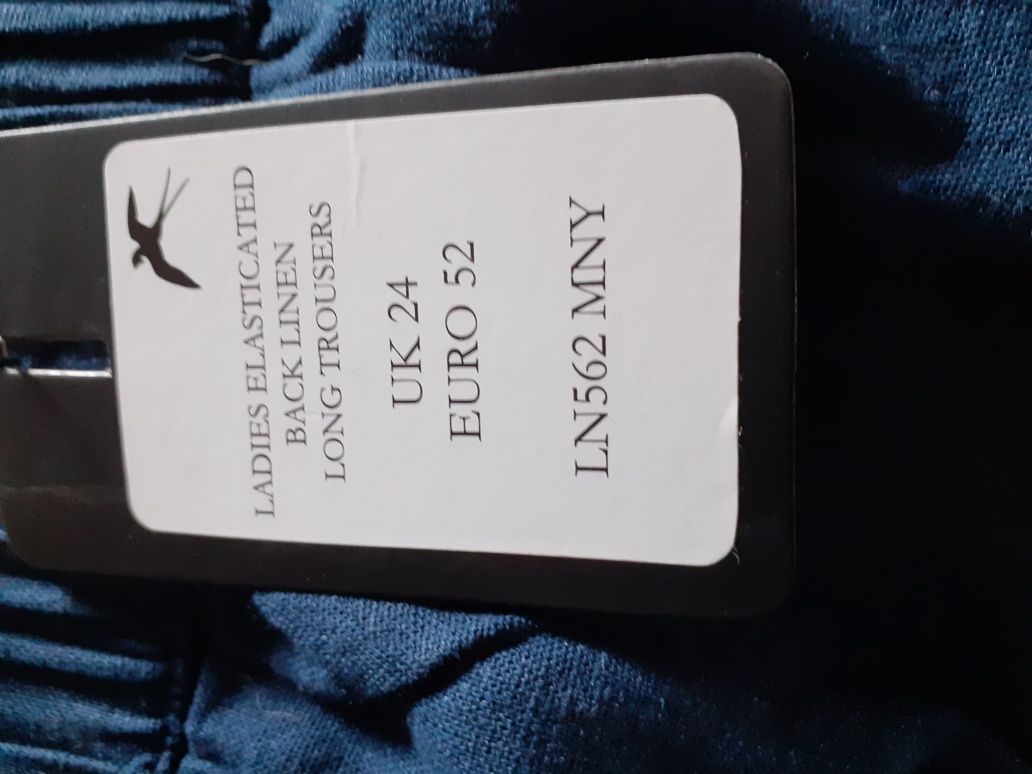 LADIES ELASTICATED
BACK LINEN
LONG TROUSERS
UK 24
EURO 52
LN562 MNY